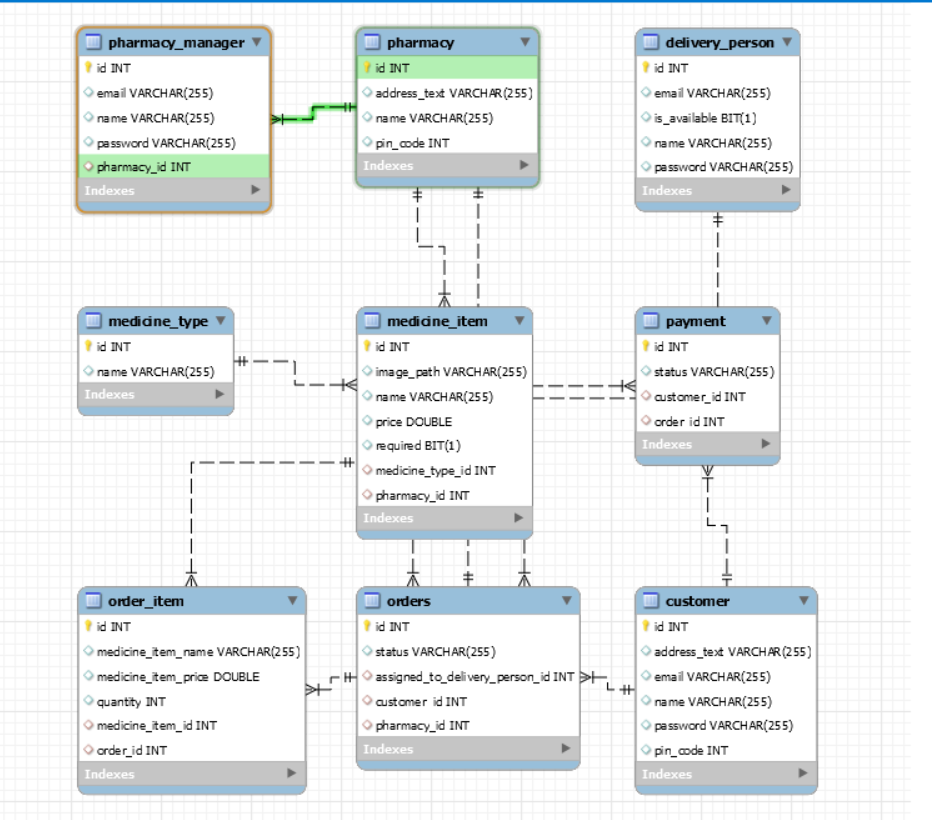 pharmacy_manager
id INT
email VARCHAR(255)
name VARCHAR(255)
password VARCHAR(255)
pharmacy_id INT
Indexes
pharmacy
id INT
address_text VARCHAR(255)
name VARCHAR(255)
pin_code INT
Indexes
delivery_person
id INT
email VARCHAR(255)
is_available BIT(1)
name VARCHAR(255)
password VARCHAR(255)
Indexes
medicine_type
id INT
name VARCHAR(255)
Indexes
medicine_item
id INT
image_path VARCHAR(255)
name VARCHAR(255)
price DOUBLE
required BIT(1)
medicine_type_id INT
pharmacy_id INT
Indexes
payment
id INT
status VARCHAR(255)
customer_id INT
order_id INT
Indexes
order_item
id INT
medicine_item_name VARCHAR(255)
medicine_item_price DOUBLE
quantity INT
medicine_item_id INT
order_id INT
Indexes
orders
id INT
status VARCHAR(255)
assigned_to_delivery_person_id INT
customer_id INT
pharmacy_id INT
Indexes
customer
id INT
address_text VARCHAR(255)
email VARCHAR(255)
name VARCHAR(255)
password VARCHAR(255)
pin_code INT
Indexes